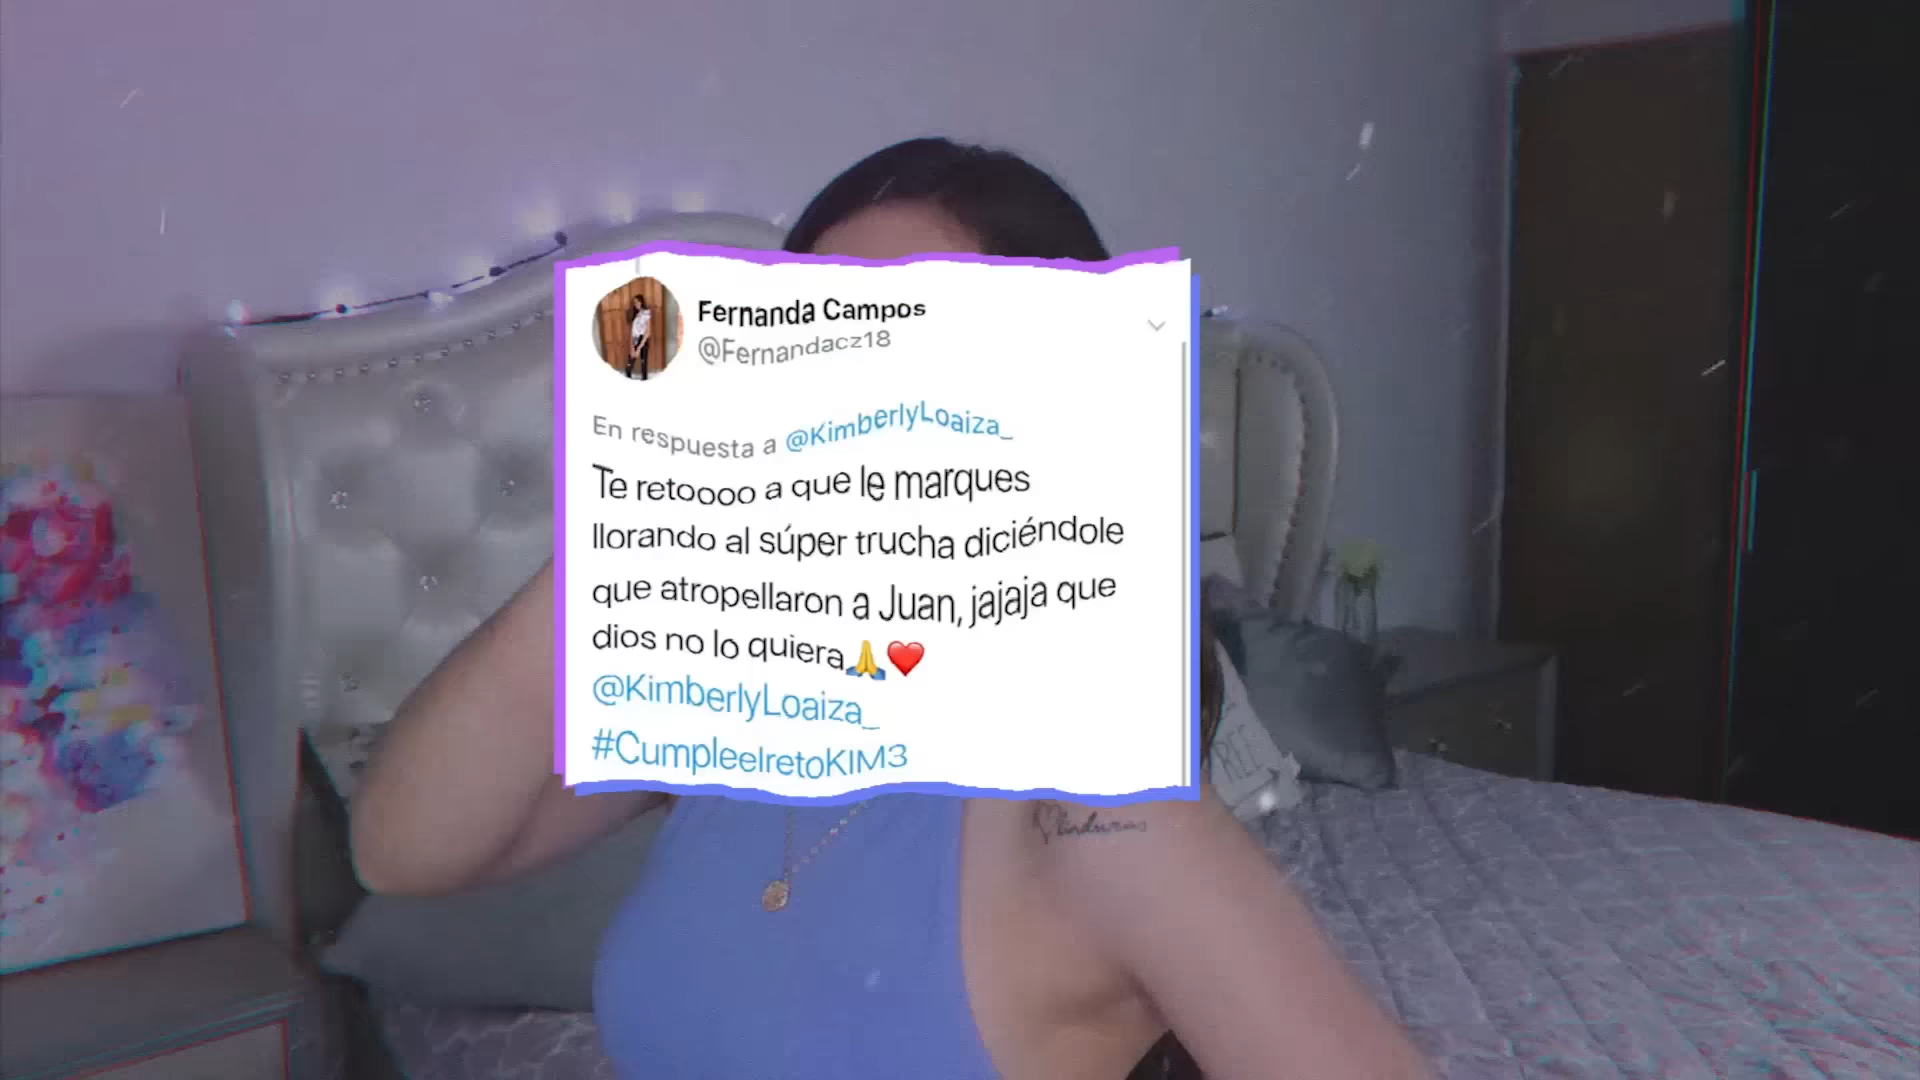 Fernanda Campos
@Fernandacz18
En respuesta a @KimberlyLoaiza_
Te retoooo a que le marques
llorando al súper trucha diciéndole
que atropellaron a Juan, jajaja que
dios no lo quiera🙏❤️
@KimberlyLoaiza_
#CumpleelretoKIM3
Honduras